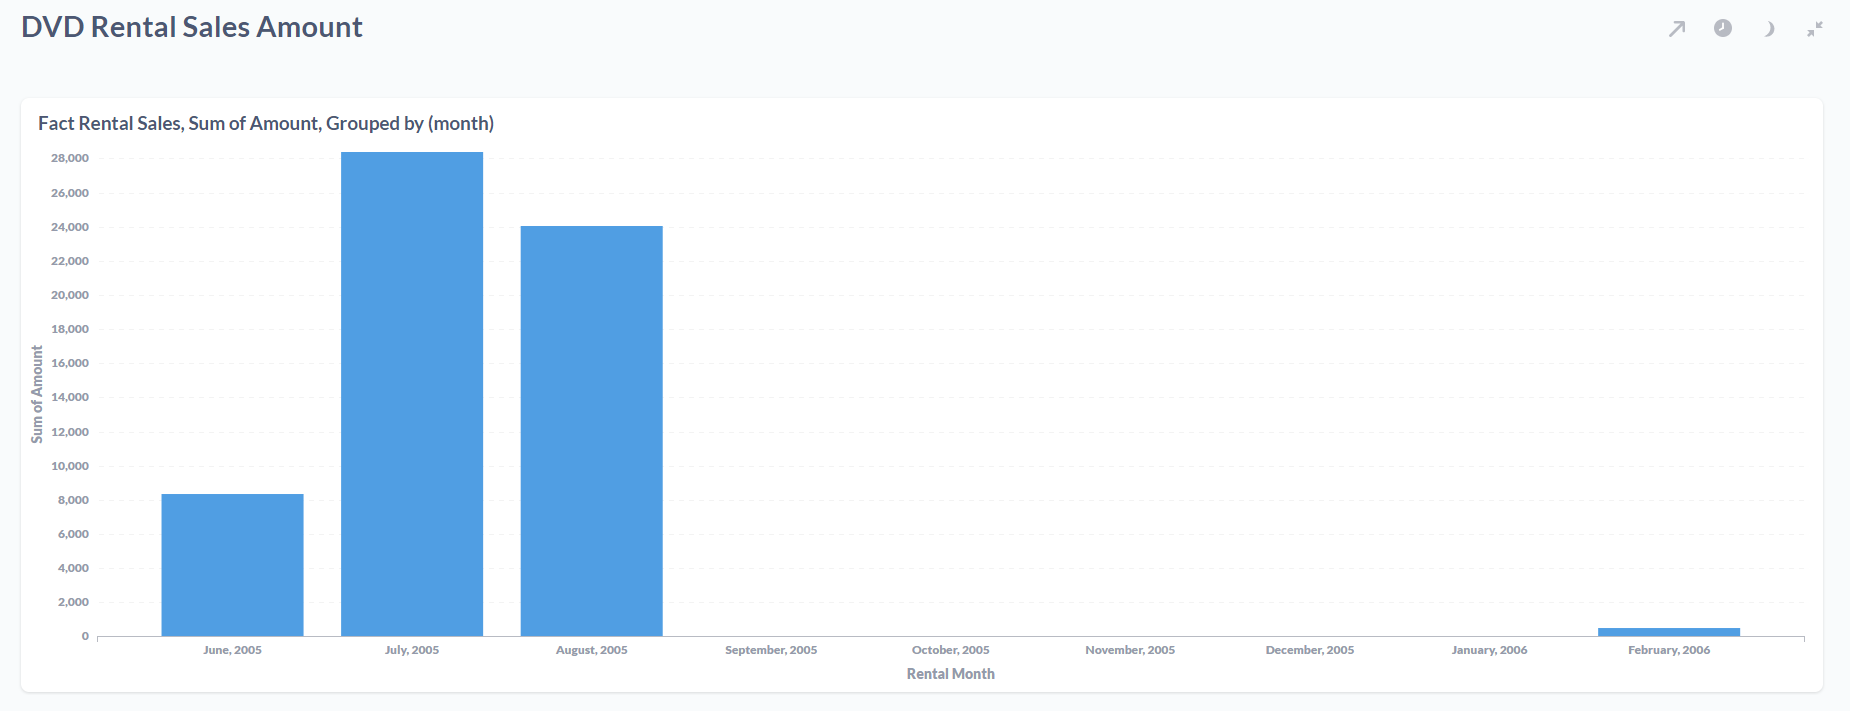 DVD Rental Sales Amount
Fact Rental Sales, Sum of Amount, Grouped by (month)
28,000
26,000
24,000
22,000
20,000
18,000
16,000
14,000
12,000
10,000
8,000
6,000
4,000
2,000
0
Sum of Amount
June, 2005
July, 2005
August, 2005
September, 2005
October, 2005
November, 2005
December, 2005
January, 2006
February, 2006
Rental Month